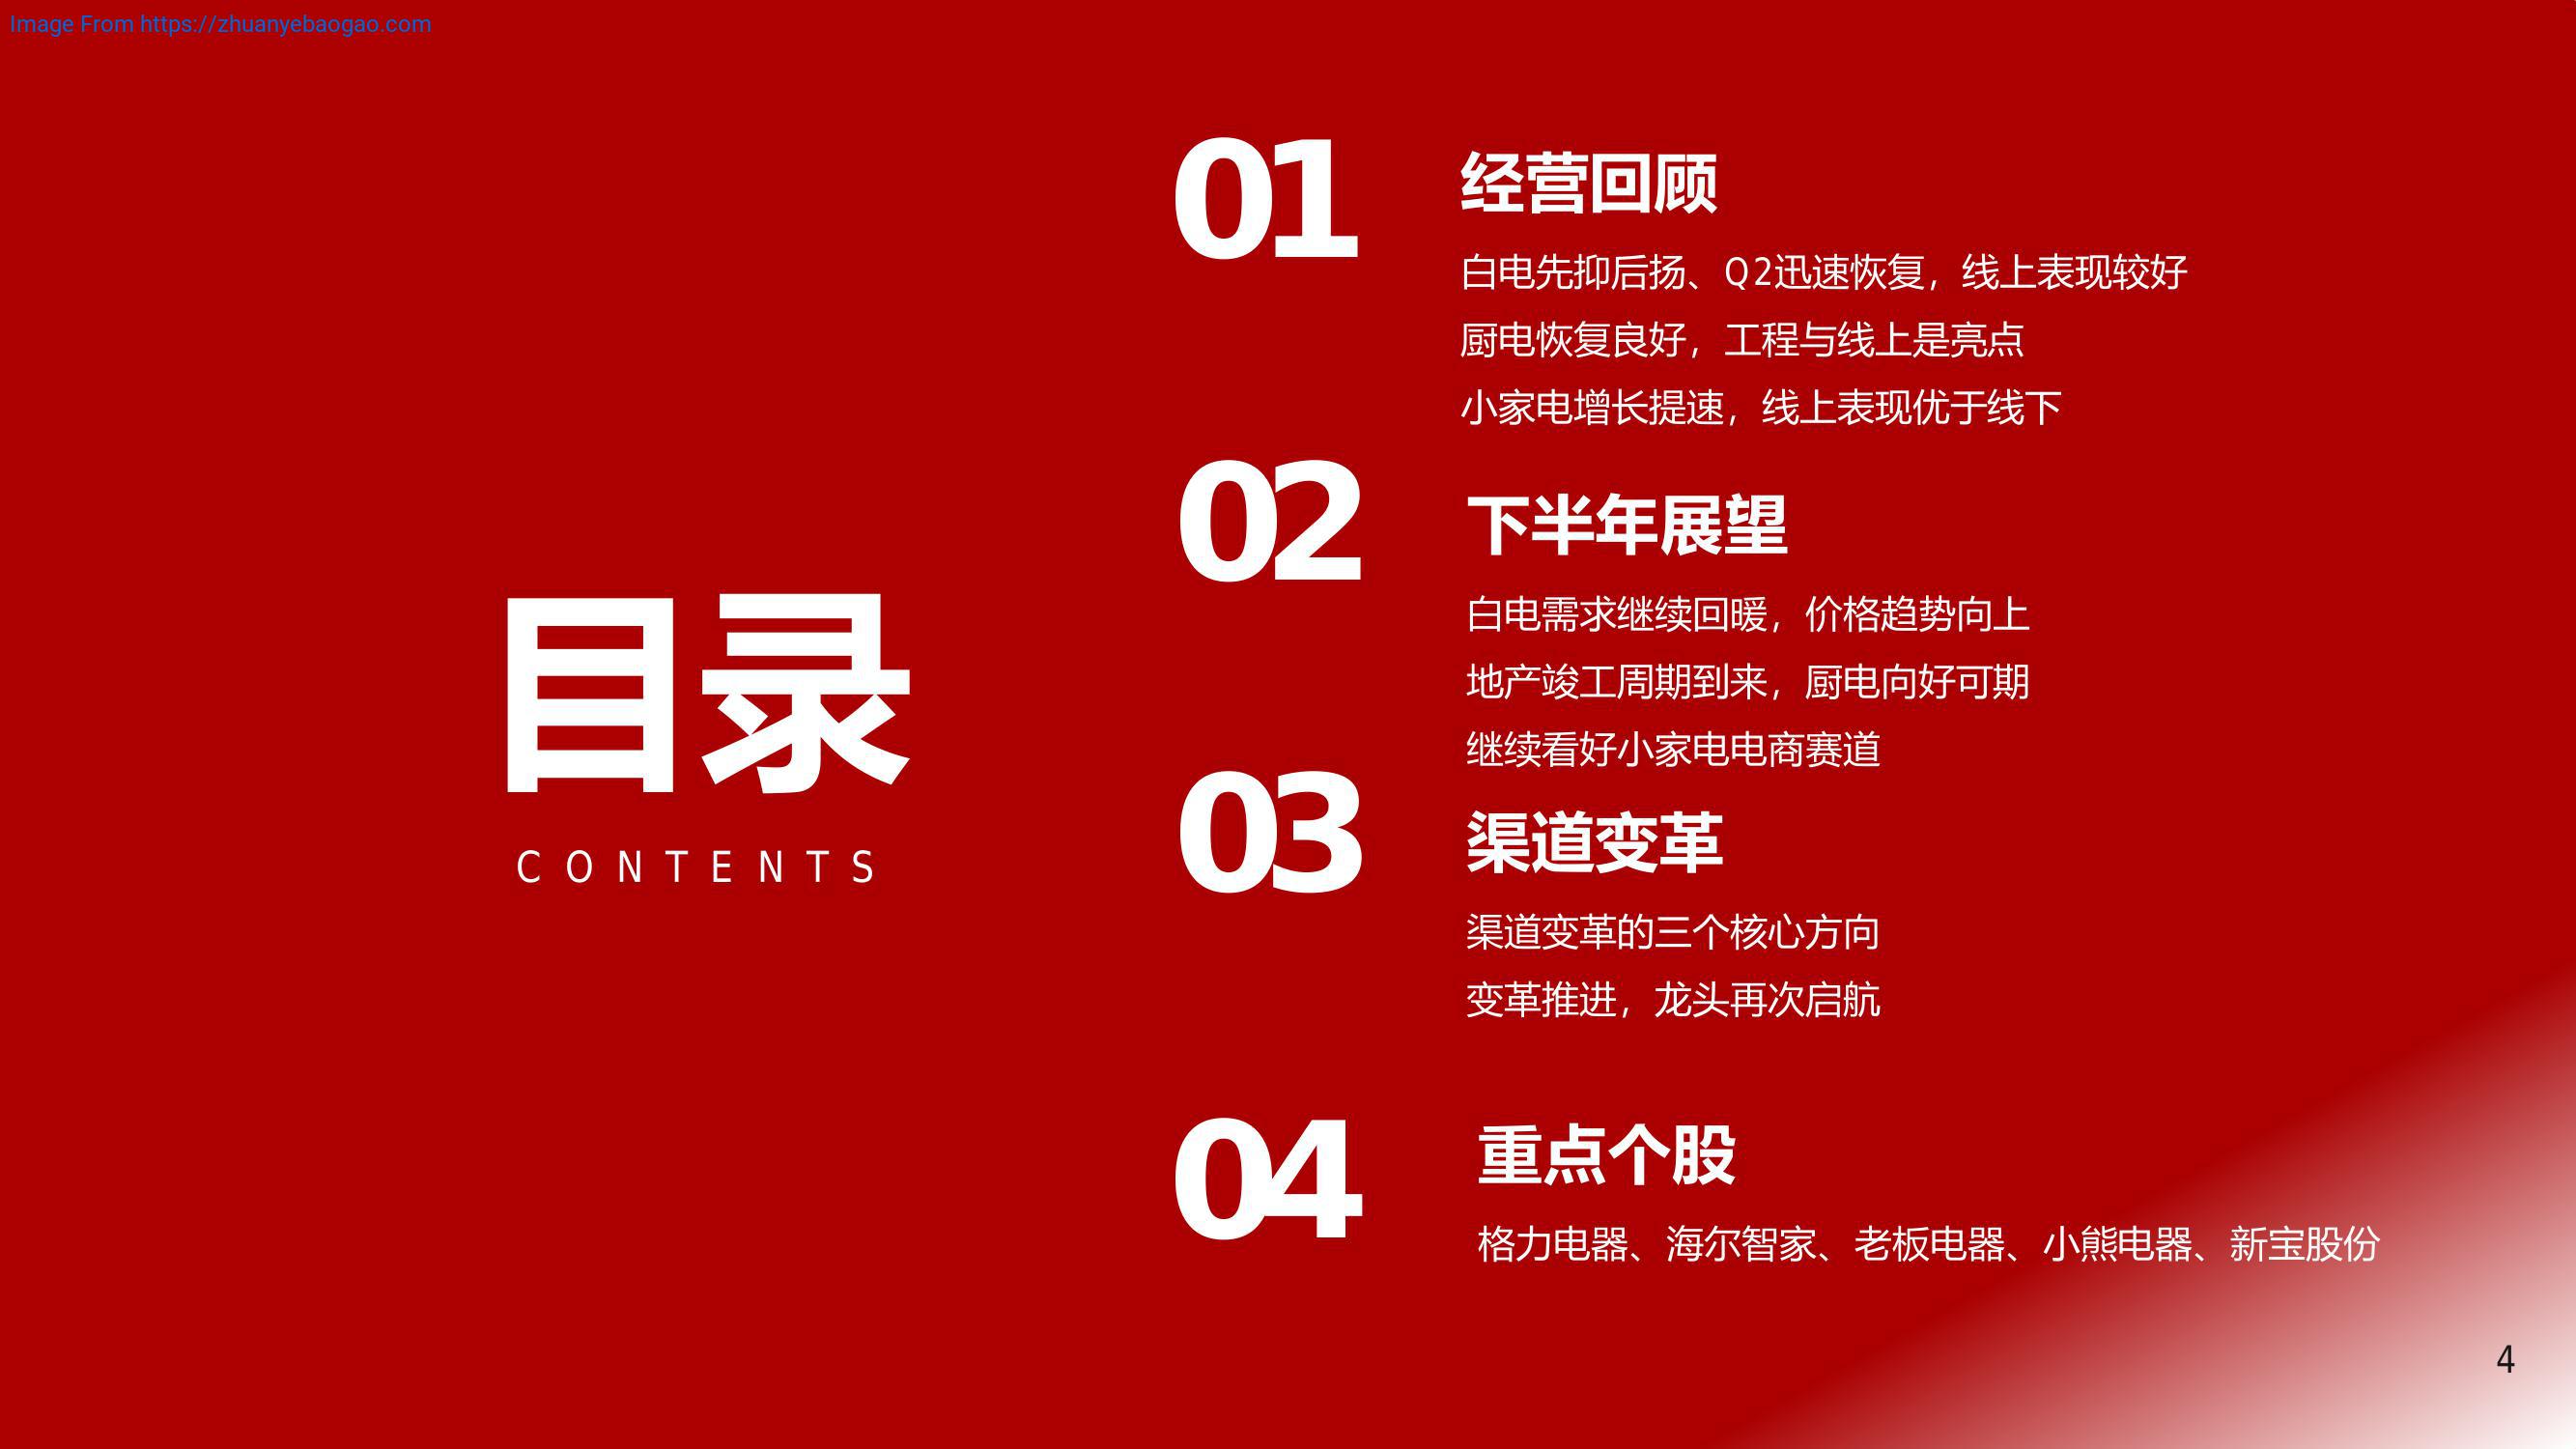 Image From https://zhuanyebaogao.com
目录
CONTENTS
01
经营回顾
白电先抑后扬、Q2迅速恢复，线上表现较好
厨电恢复良好，工程与线上是亮点
小家电增长提速，线上表现优于线下
02
下半年展望
白电需求继续回暖，价格趋势向上
地产竣工周期到来，厨电向好可期
继续看好小家电电商赛道
03
渠道变革
渠道变革的三个核心方向
变革推进，龙头再次启航
04
重点个股
格力电器、海尔智家、老板电器、小熊电器、新宝股份
4